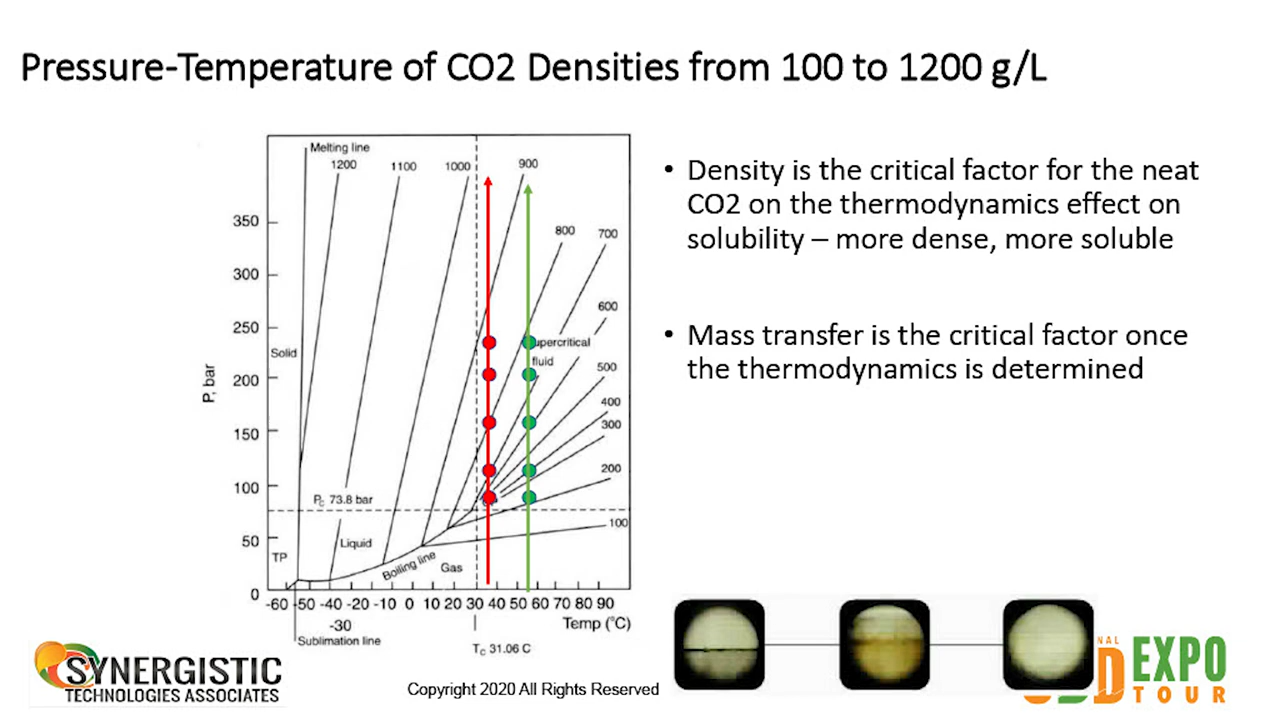 Pressure-Temperature of CO2 Densities from 100 to 1200 g/L
Melting line
1200
1100
1000
900
800
700
600
500
400
300
200
100
350
300
250
200
150
100
50
0
P, bar
Solid
upercritical
fluid
P_C 73.8 bar
Liquid
TP
Boiling line
Gas
-60 -50 -40 -20 -10 0 10 20 30 40 50 60 70 80 90
-30
Temp (°C)
Sublimation line
T_C 31.06 C
• Density is the critical factor for the neat
CO2 on the thermodynamics effect on
solubility – more dense, more soluble
• Mass transfer is the critical factor once
the thermodynamics is determined
SYNERGISTIC
TECHNOLOGIES ASSOCIATES
Copyright 2020 All Rights Reserved
NAL
D EXPO
TOUR